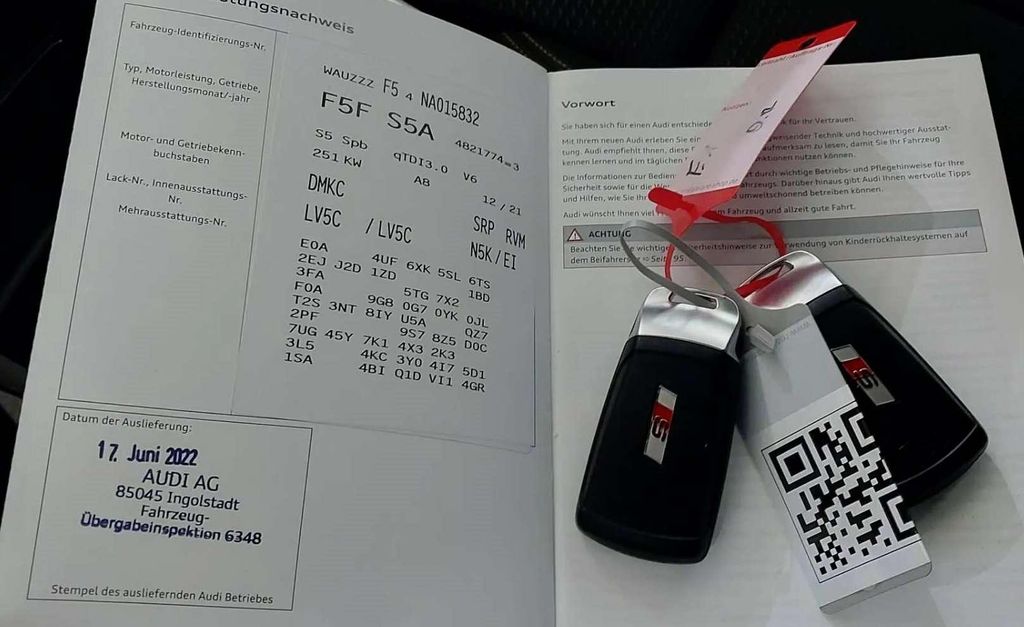 tungsnachweis
Fahrzeug-Identifizierungs-Nr.
Typ, Motorleistung, Getriebe,
Herstellungsmonat/-jahr
Motor- und Getriebekenn-
buchstaben
Lack-Nr., Innenausstattungs-
Nr.
Mehrausstattungs-Nr.
WAUZZZ F5 4 NA015832
F5F S5A 4821774=3
S5 Spb qTDI3.0 V6
251 KW A8 12/21
DMKC SRP RVM
LV5C /LV5C N5K/EI
E0A 4UF 6XK 5SL 6TS
2EJ J2D 1ZD 1BD
3FA 5TG 7X2
F0A 9G8 0G7 0YK 0JL
T2S 3NT 8IY U5A QZ7
2PF 9S7 8Z5 D0C
7UG 45Y 7K1 4X3 2K3
3L5 4KC 3Y0 4I7 5D1
1SA 4BI Q1D VI1 4GR
Datum der Auslieferung:
17. Juni 2022
AUDI AG
85045 Ingolstadt
Fahrzeug-
Übergabeinspektion 6348
Stempel des ausliefernden Audi Betriebes
Vorwort
Sie haben sich für einen Audi k für Ihr Vertrauen.
Mit Ihrem neuen Audi erleben Sie weisender Technik und hochwertiger Ausstat-
tung. Audi empfiehlt Ihnen, diese aufmerksam zu lesen, damit Sie Ihr Fahrzeug
kennen lernen und im täglichen nktionen nutzen können.
Die Informationen zur durch wichtige Betriebs- und Pflegehinweise für Ihre
Sicherheit sowie für die ahrzeugs. Darüber hinaus gibt Audi Ihnen wertvolle Tipps
und Hilfen, wie Sie Ihr umweltschonend betreiben können.
Audi wünscht Ihnen Fahrzeug und allzeit gute Fahrt.
ACHTUNG
Beachten Sie wichtige erheitshinweise zur Verwendung von Kinderrückhaltesystemen auf
dem Beifahrer ⇨ Seite 95.
S
S